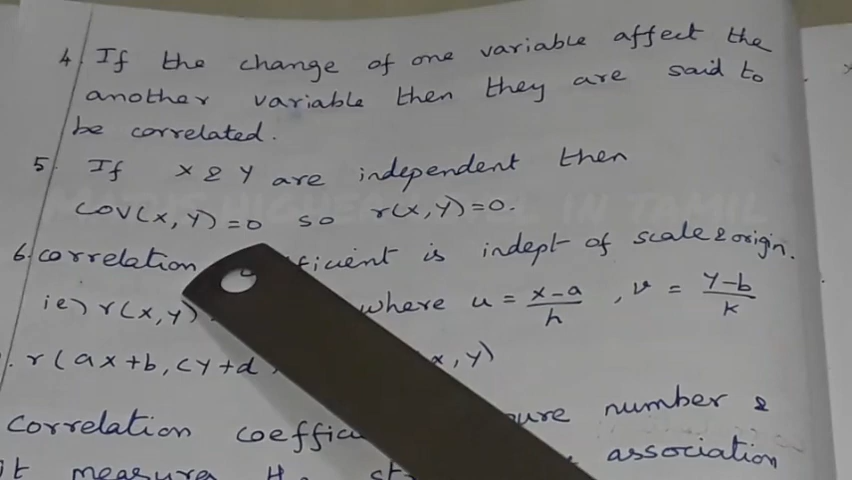 4. If the change of one variable affect the
another variable then they are said to
be correlated.
5. If X & Y are independent then
COV(X, Y) = 0 so r(X, Y) = 0.
6. correlation is indept of scale & origin.
ie) r(x, y) where u = x-a/h , v = y-b/k
r(ax+b, cy+d x, y)
correlation number &
it measure association